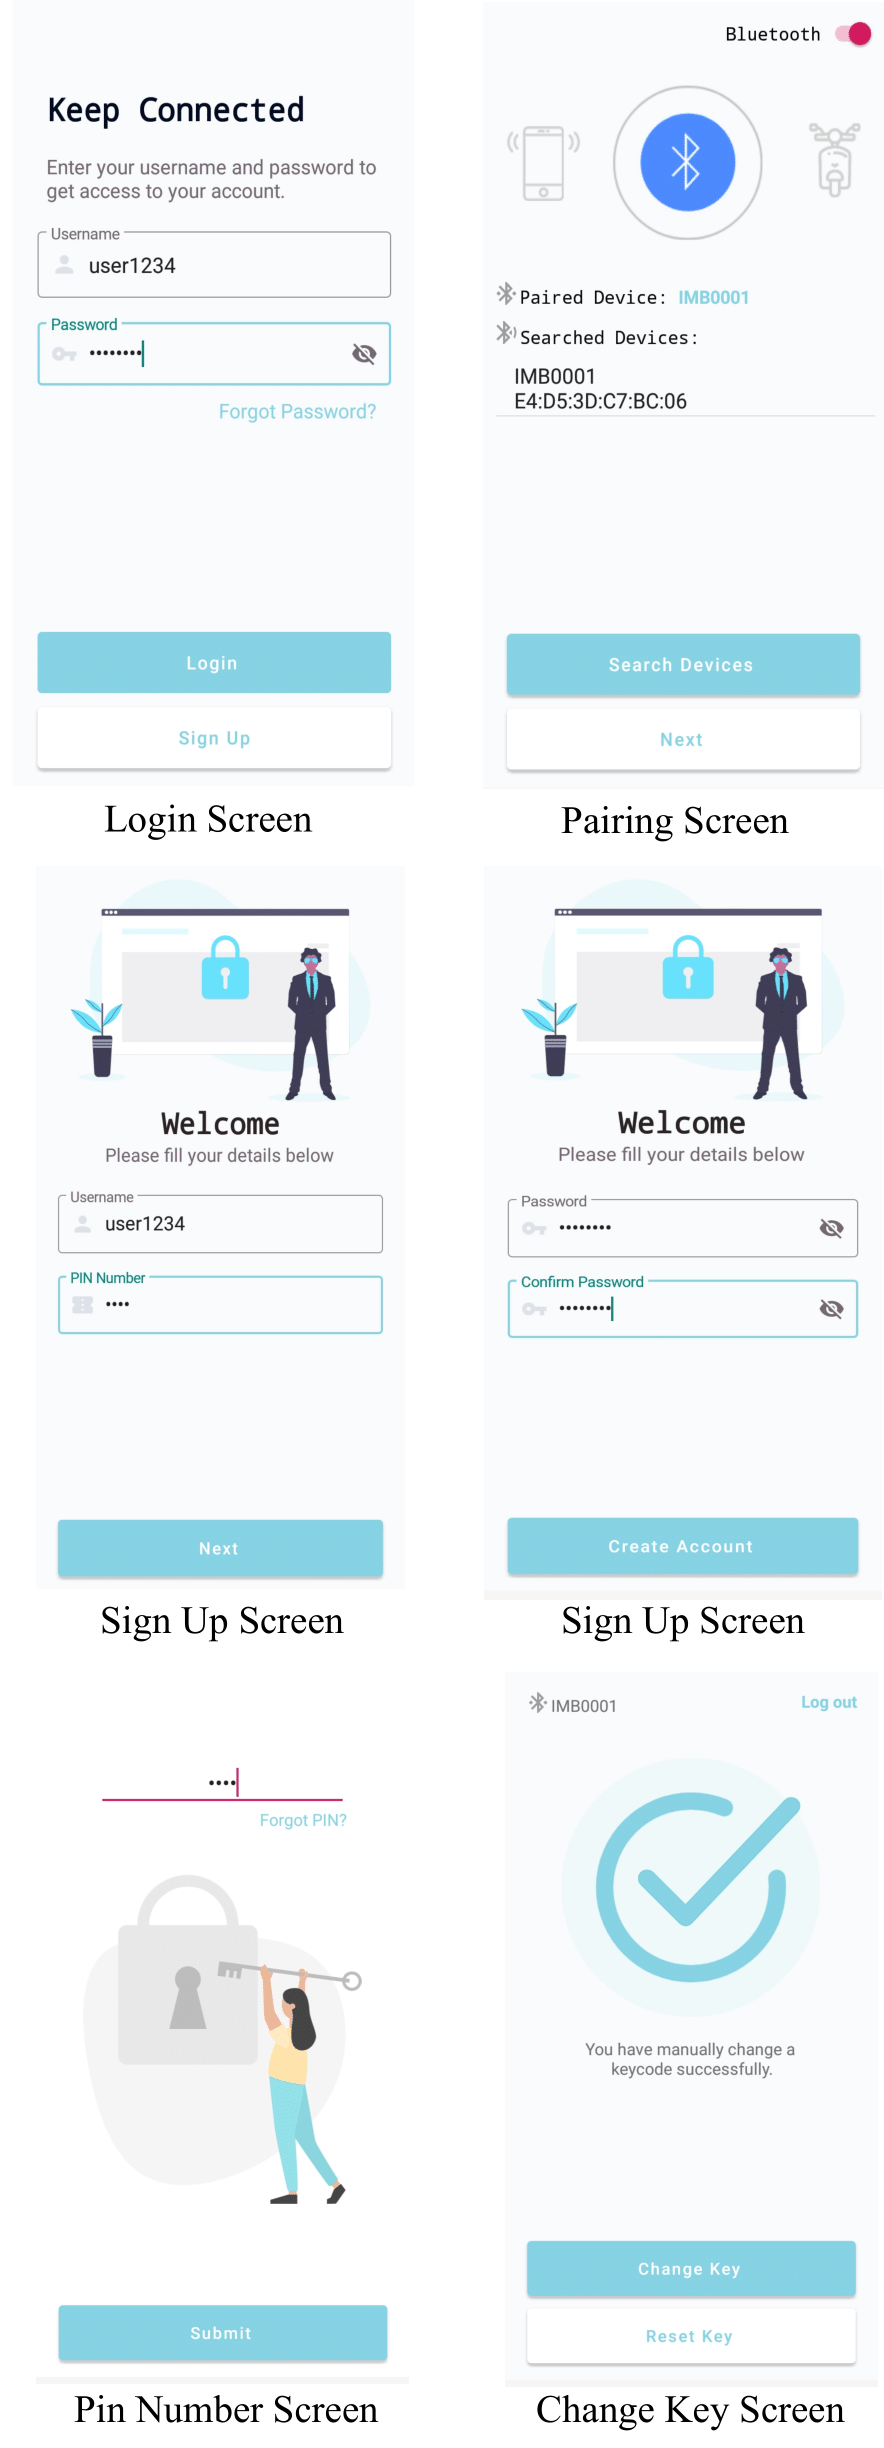 Keep Connected
Enter your username and password to
get access to your account.
Username
user1234
Password
••••••••
Forgot Password?
Login
Sign Up
Login Screen
Bluetooth
Paired Device: IMB0001
Searched Devices:
IMB0001
E4:D5:3D:C7:BC:06
Search Devices
Next
Pairing Screen
Welcome
Please fill your details below
Username
user1234
PIN Number
••••
Next
Sign Up Screen
Welcome
Please fill your details below
Password
••••••••
Confirm Password
••••••••
Create Account
Sign Up Screen
••••
Forgot PIN?
Submit
Pin Number Screen
IMB0001
Log out
You have manually change a
keycode successfully.
Change Key
Reset Key
Change Key Screen